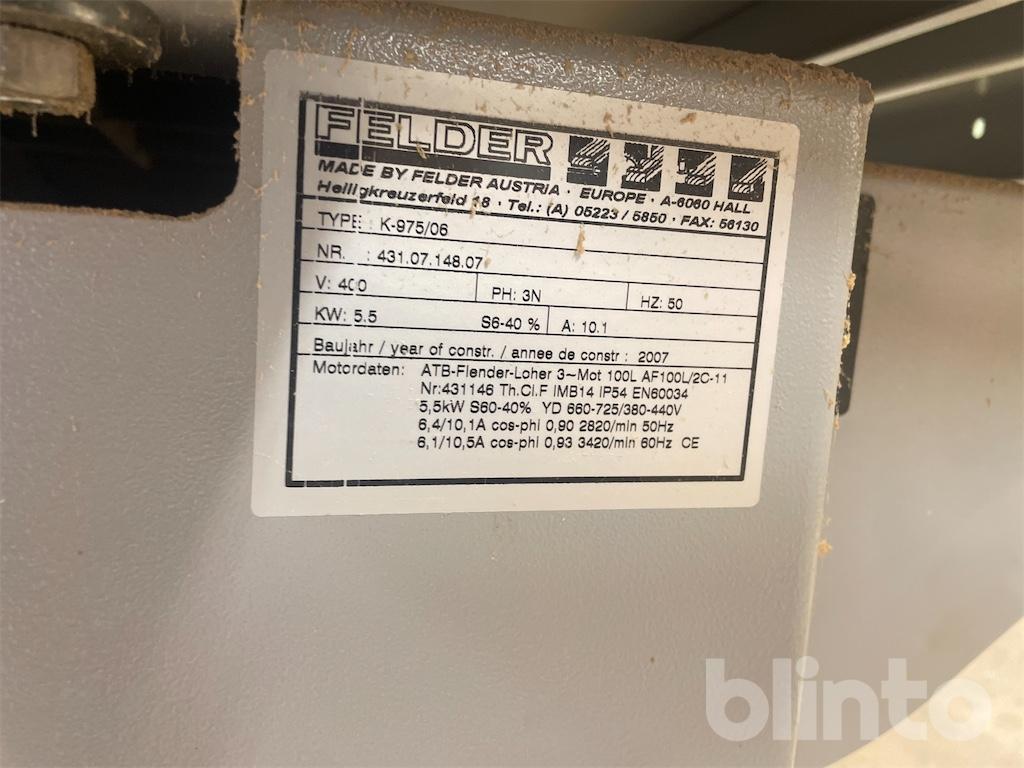 FELDER
MADE BY FELDER AUSTRIA · EUROPE · A-6060 HALL
Heiligkreuzerfeld 18 · Tel.: (A) 05223 / 5850 · FAX: 56130
TYPE : K-975/06
NR. : 431.07.148.07
V: 400 PH: 3N HZ: 50
KW: 5.5 S6-40 % A: 10.1
Baujahr / year of constr. / annee de constr : 2007
Motordaten: ATB-Flender-Loher 3~Mot 100L AF100L/2C-11
Nr:431146 Th.Cl.F IMB14 IP54 EN60034
5,5kW S60-40% YD 660-725/380-440V
6,4/10,1A cos-phi 0,90 2820/min 50Hz
6,1/10,5A cos-phi 0,93 3420/min 60Hz CE
blinto